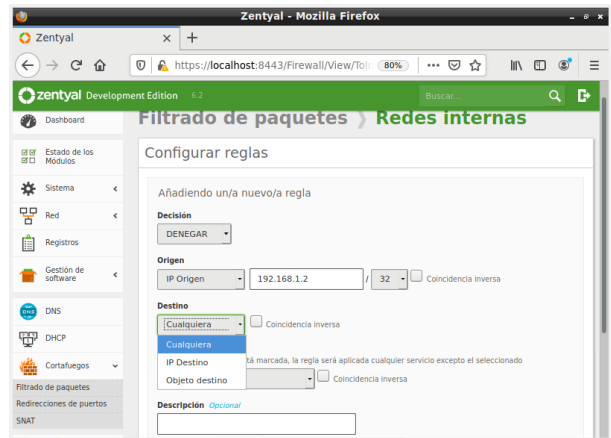 Zentyal - Mozilla Firefox
Zentyal
https://localhost:8443/Firewall/View/ToIn
80%
zentyal Development Edition 6.2
Buscar...
Dashboard
Estado de los
Módulos
Sistema
Red
Registros
Gestión de
software
DNS
DHCP
Cortafuegos
Filtrado de paquetes
Redirecciones de puertos
SNAT
Filtrado de paquetes > Redes internas
Configurar reglas
Añadiendo un/a nuevo/a regla
Decisión
DENEGAR
Origen
IP Origen 192.168.1.2 / 32 Coincidencia inversa
Destino
Cualquiera Coincidencia inversa
Cualquiera
IP Destino
Objeto destino
marcada, la regla será aplicada cualquier servicio excepto el seleccionado
Coincidencia inversa
Descripción Opcional